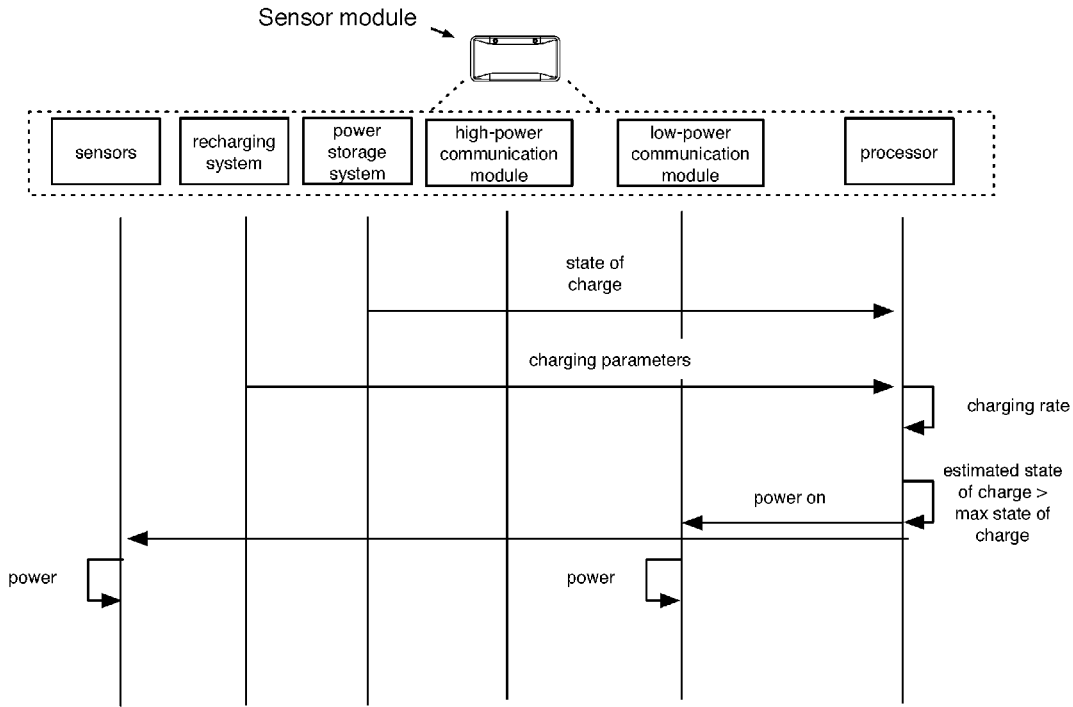 Sensor module
sensors
recharging
system
power
storage
system
high-power
communication
module
low-power
communication
module
processor
state of
charge
charging parameters
charging rate
estimated state
of charge >
max state of
charge
power on
power
power